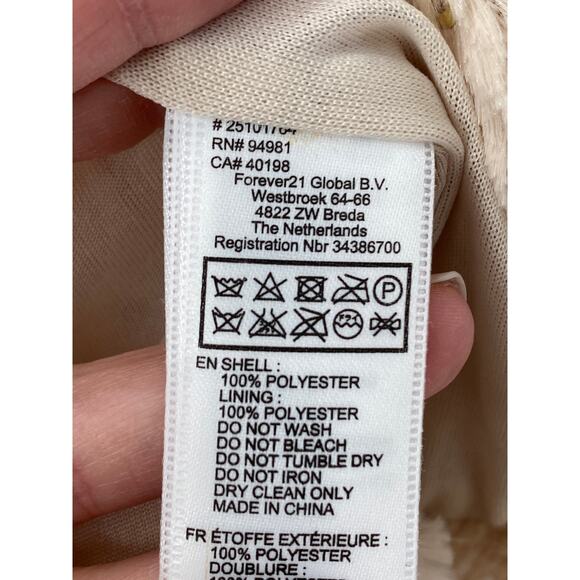 # 25101764
RN# 94981
CA# 40198
Forever21 Global B.V.
Westbroek 64-66
4822 ZW Breda
The Netherlands
Registration Nbr 34386700
P
EN SHELL :
100% POLYESTER
LINING :
100% POLYESTER
DO NOT WASH
DO NOT BLEACH
DO NOT TUMBLE DRY
DO NOT IRON
DRY CLEAN ONLY
MADE IN CHINA
FR ÉTOFFE EXTÉRIEURE :
100% POLYESTER
DOUBLURE :
100% POLYESTER